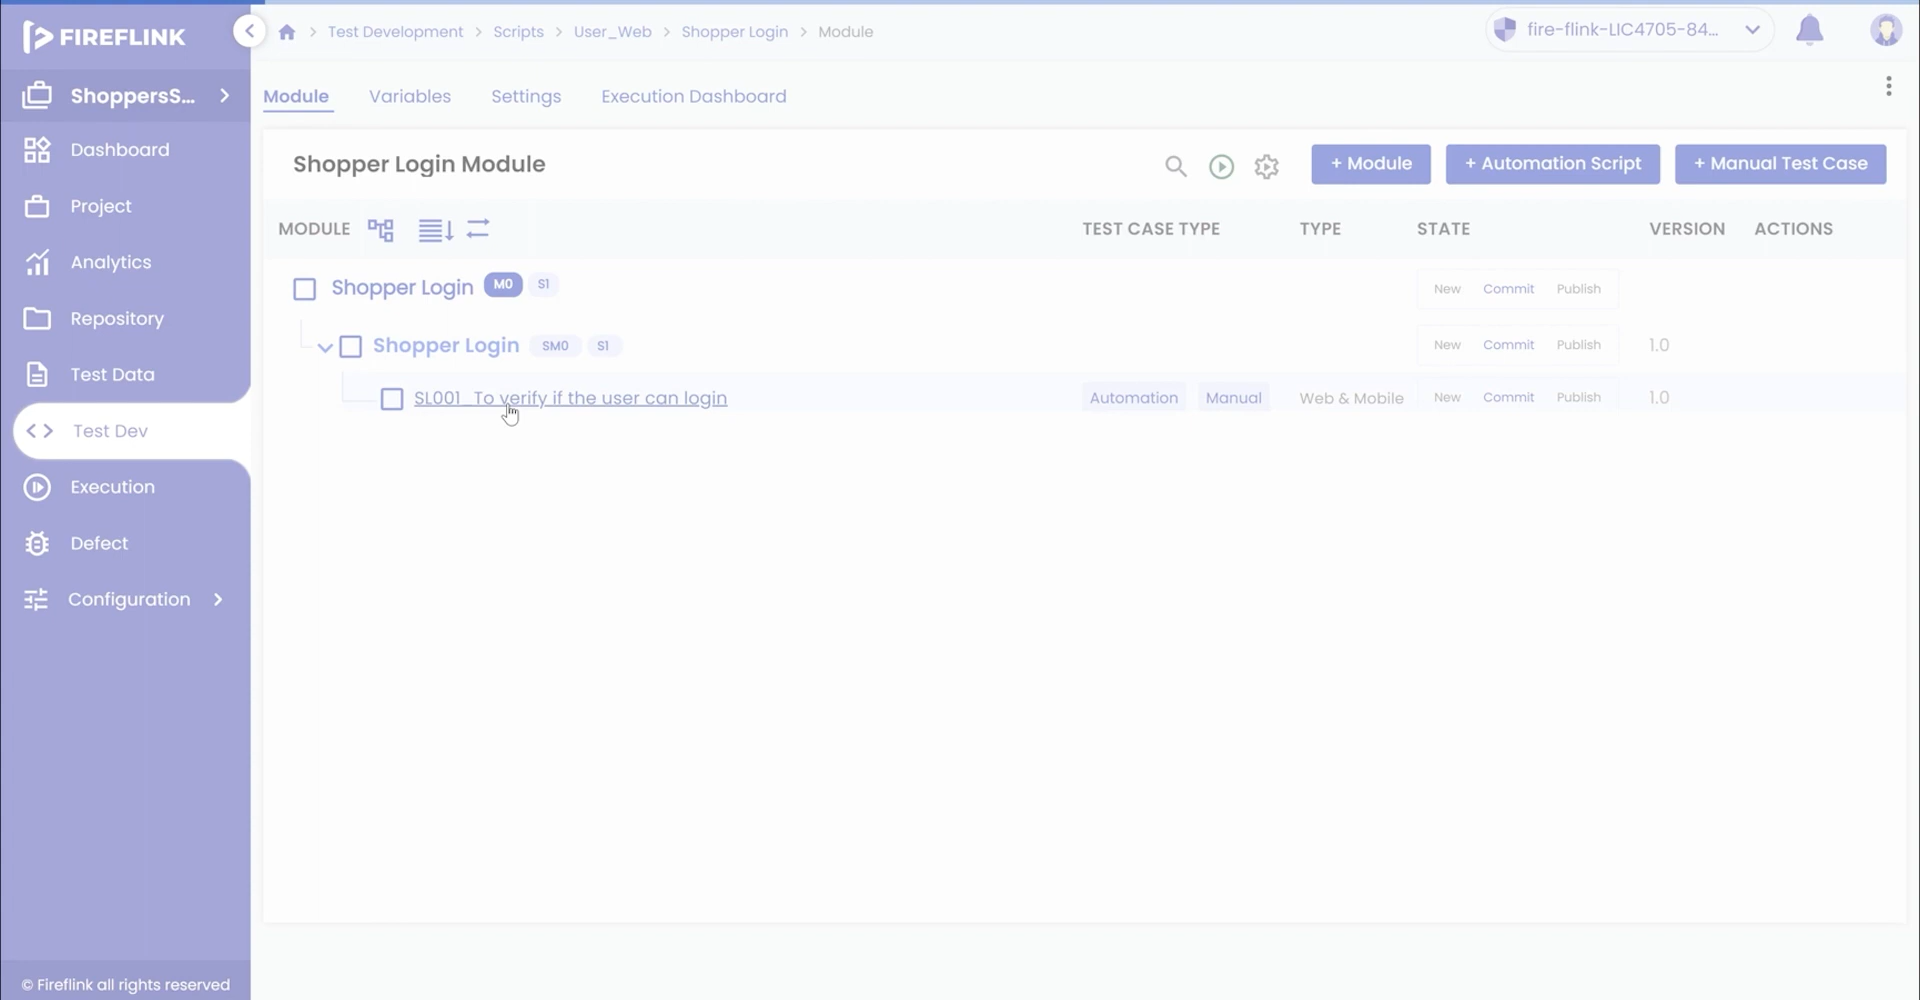 FIREFLINK
Test Development > Scripts > User_Web > Shopper Login > Module
fire-flink-LIC4705-84...
ShoppersS...
Module Variables Settings Execution Dashboard
Dashboard
Project
Analytics
Repository
Test Data
Test Dev
Execution
Defect
Configuration
Shopper Login Module
+ Module + Automation Script + Manual Test Case
MODULE TEST CASE TYPE TYPE STATE VERSION ACTIONS
Shopper Login M0 S1 New Commit Publish
Shopper Login SM0 S1 New Commit Publish 1.0
SL001_To verify if the user can login Automation Manual Web & Mobile New Commit Publish 1.0
© Fireflink all rights reserved